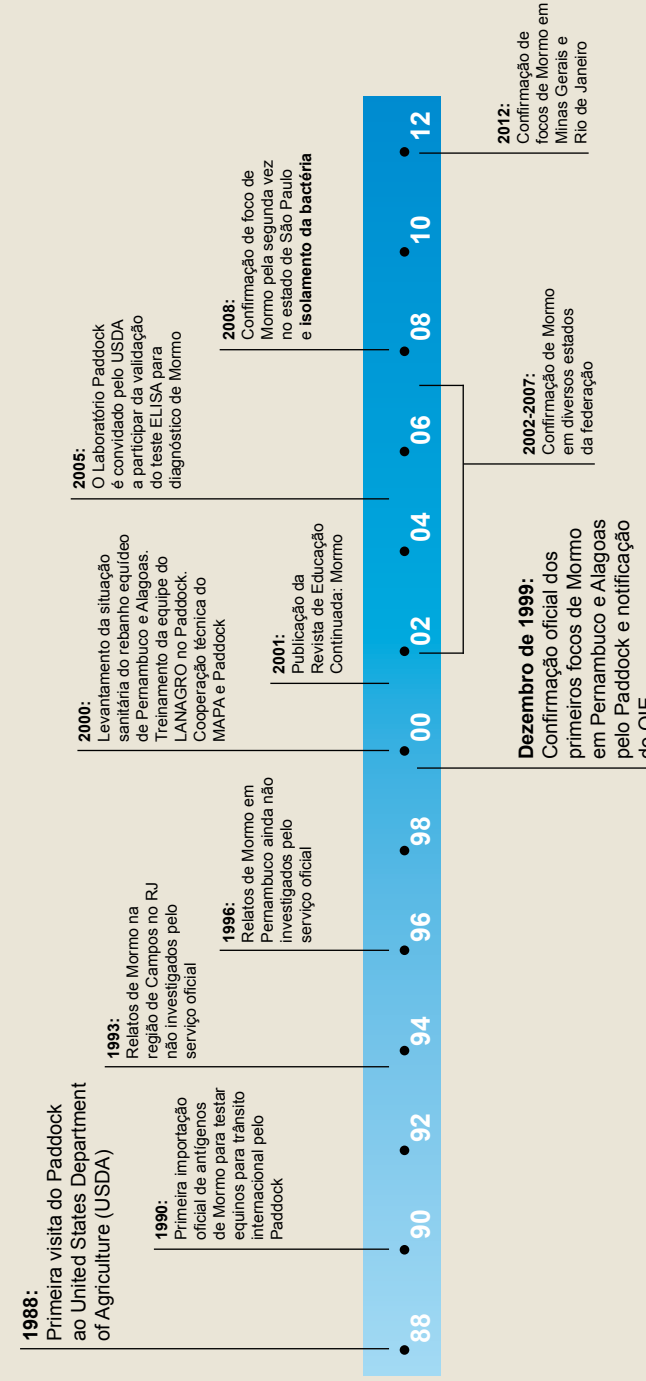 1988:
Primeira visita do Paddock
ao United States Department
of Agriculture (USDA)
1990:
Primeira importação
oficial de antígenos
de Mormo para testar
equinos para trânsito
internacional pelo
Paddock
1993:
Relatos de Mormo na
região de Campos no RJ
não investigados pelo
serviço oficial
1996:
Relatos de Mormo em
Pernambuco ainda não
investigados pelo
serviço oficial
2000:
Levantamento da situação
sanitária do rebanho equídeo
de Pernambuco e Alagoas.
Treinamento da equipe do
LANAGRO no Paddock.
Cooperação técnica do
MAPA e Paddock
2001:
Publicação da
Revista de Educação
Continuada: Mormo
2005:
O Laboratório Paddock
é convidado pelo USDA
a participar da validação
do teste ELISA para
diagnóstico de Mormo
2008:
Confirmação de foco de
Mormo pela segunda vez
no estado de São Paulo
e isolamento da bactéria
88 90 92 94 96 98 00 02 04 06 08 10 12
Dezembro de 1999:
Confirmação oficial dos
primeiros focos de Mormo
em Pernambuco e Alagoas
pelo Paddock e notificação
do OIE
2002-2007:
Confirmação de Mormo
em diversos estados
da federação
2012:
Confirmação de
focos de Mormo em
Minas Gerais e
Rio de Janeiro